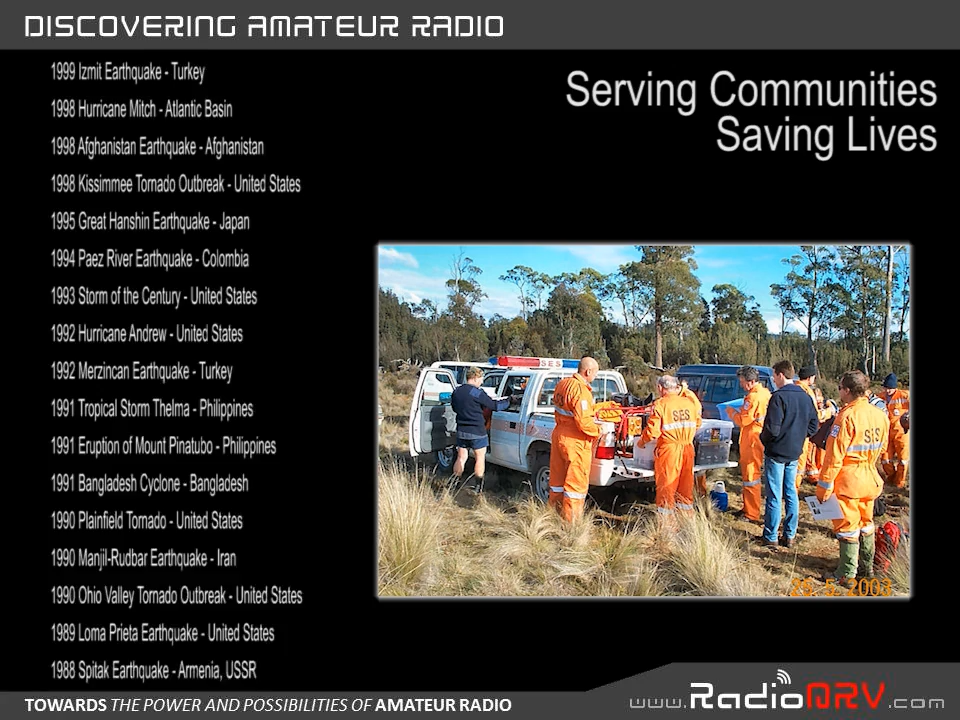 DISCOVERING AMATEUR RADIO
Serving Communities
Saving Lives
1999 Izmit Earthquake - Turkey
1998 Hurricane Mitch - Atlantic Basin
1998 Afghanistan Earthquake - Afghanistan
1998 Kissimmee Tornado Outbreak - United States
1995 Great Hanshin Earthquake - Japan
1994 Paez River Earthquake - Colombia
1993 Storm of the Century - United States
1992 Hurricane Andrew - United States
1992 Merzincan Earthquake - Turkey
1991 Tropical Storm Thelma - Philippines
1991 Eruption of Mount Pinatubo - Philippines
1991 Bangladesh Cyclone - Bangladesh
1990 Plainfield Tornado - United States
1990 Manjil-Rudbar Earthquake - Iran
1990 Ohio Valley Tornado Outbreak - United States
1989 Loma Prieta Earthquake - United States
1988 Spitak Earthquake - Armenia, USSR
SES
SES
SES
25 5 2003
TOWARDS THE POWER AND POSSIBILITIES OF AMATEUR RADIO
www.RadioQRV.com